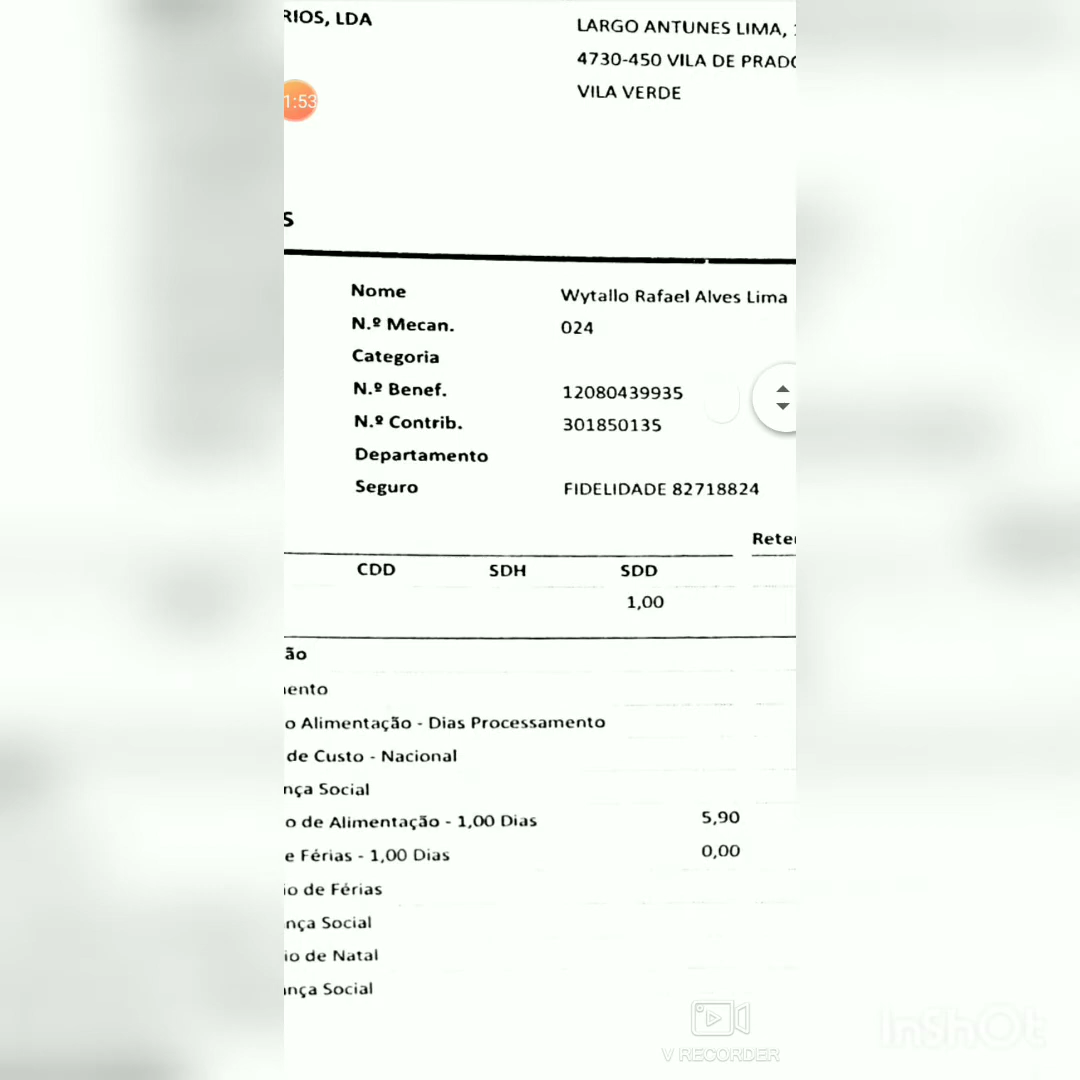 RIOS, LDA
LARGO ANTUNES LIMA,
4730-450 VILA DE PRADO
VILA VERDE
1:53
S
Nome Wytallo Rafael Alves Lima
N.º Mecan. 024
Categoria
N.º Benef. 12080439935
N.º Contrib. 301850135
Departamento
Seguro FIDELIDADE 82718824
Rete
CDD SDH SDD
1,00
ão
ento
o Alimentação - Dias Processamento
de Custo - Nacional
nça Social
o de Alimentação - 1,00 Dias 5,90
e Férias - 1,00 Dias 0,00
io de Férias
nça Social
io de Natal
ança Social
V RECORDER
InShOt